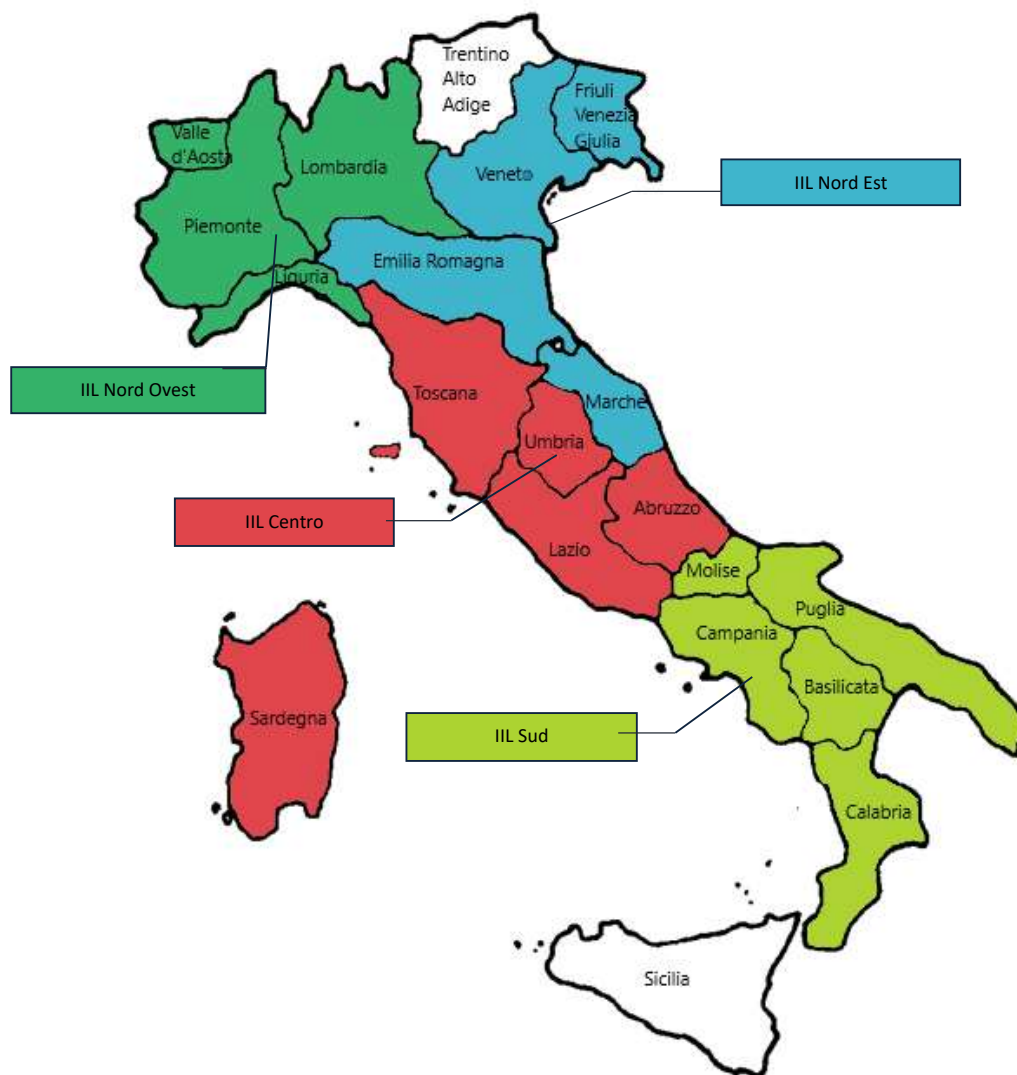 Trentino
Alto
Adige
Friuli
Venezia
Giulia
Valle
d'Aosta
Lombardia
Veneto
IIL Nord Est
Piemonte
Emilia Romagna
Liguria
IIL Nord Ovest
Toscana
Marche
Umbria
IIL Centro
Abruzzo
Lazio
Molise
Puglia
Campania
Basilicata
Sardegna
IIL Sud
Calabria
Sicilia